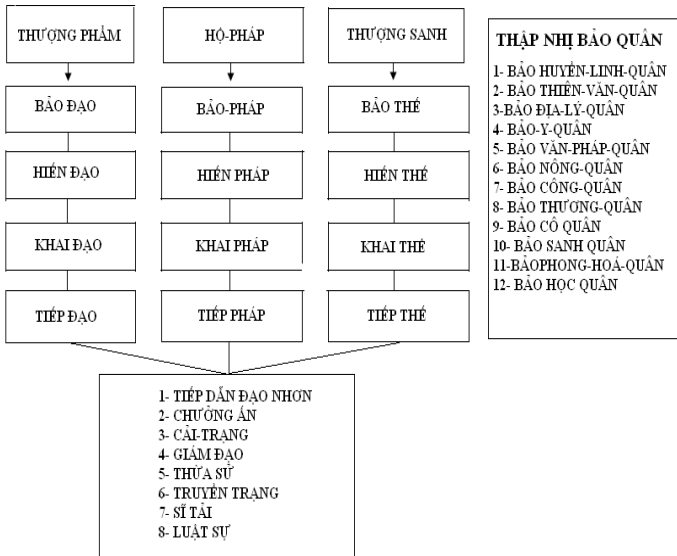 THƯỢNG PHẨM
HỘ-PHÁP
THƯỢNG SANH
BẢO ĐẠO
BẢO-PHÁP
BẢO THẾ
HIẾN ĐẠO
HIẾN PHÁP
HIẾN THẾ
KHAI ĐẠO
KHAI PHÁP
KHAI THẾ
TIẾP ĐẠO
TIẾP PHÁP
TIẾP THẾ
1- TIẾP DẪN ĐẠO NHƠN
2- CHƯỞNG ẤN
3- CẢI-TRẠNG
4- GIÁM ĐẠO
5- THỪA SỬ
6- TRUYỀN TRẠNG
7- SĨ TẢI
8- LUẬT SỰ
THẬP NHỊ BẢO QUÂN
1- BẢO HUYỀN-LINH-QUÂN
2- BẢO THIÊN-VĂN-QUÂN
3-BẢO ĐỊA-LÝ-QUÂN
4- BẢO-Y-QUÂN
5- BẢO VĂN-PHÁP-QUÂN
6- BẢO NÔNG-QUÂN
7- BẢO CÔNG-QUÂN
8- BẢO THƯƠNG-QUÂN
9- BẢO CÔ QUÂN
10- BẢO SANH QUÂN
11-BẢOPHONG-HOÁ-QUÂN
12- BẢO HỌC QUÂN